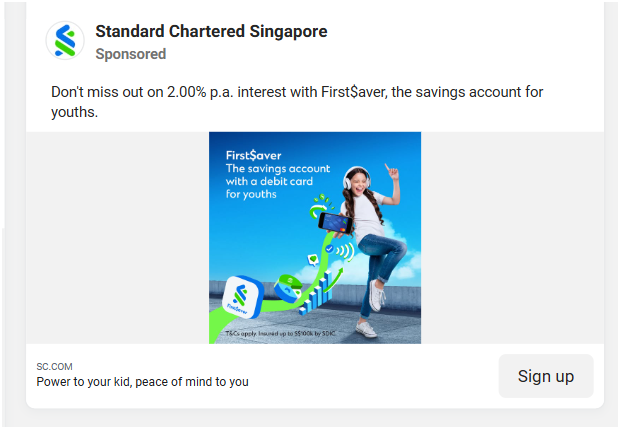 Standard Chartered Singapore
Sponsored
Don't miss out on 2.00% p.a. interest with First$aver, the savings account for
youths.
First$aver
The savings account
with a debit card
for youths
First$aver
T&Cs apply. Insured up to S$100k by SDIC.
SC.COM
Power to your kid, peace of mind to you
Sign up